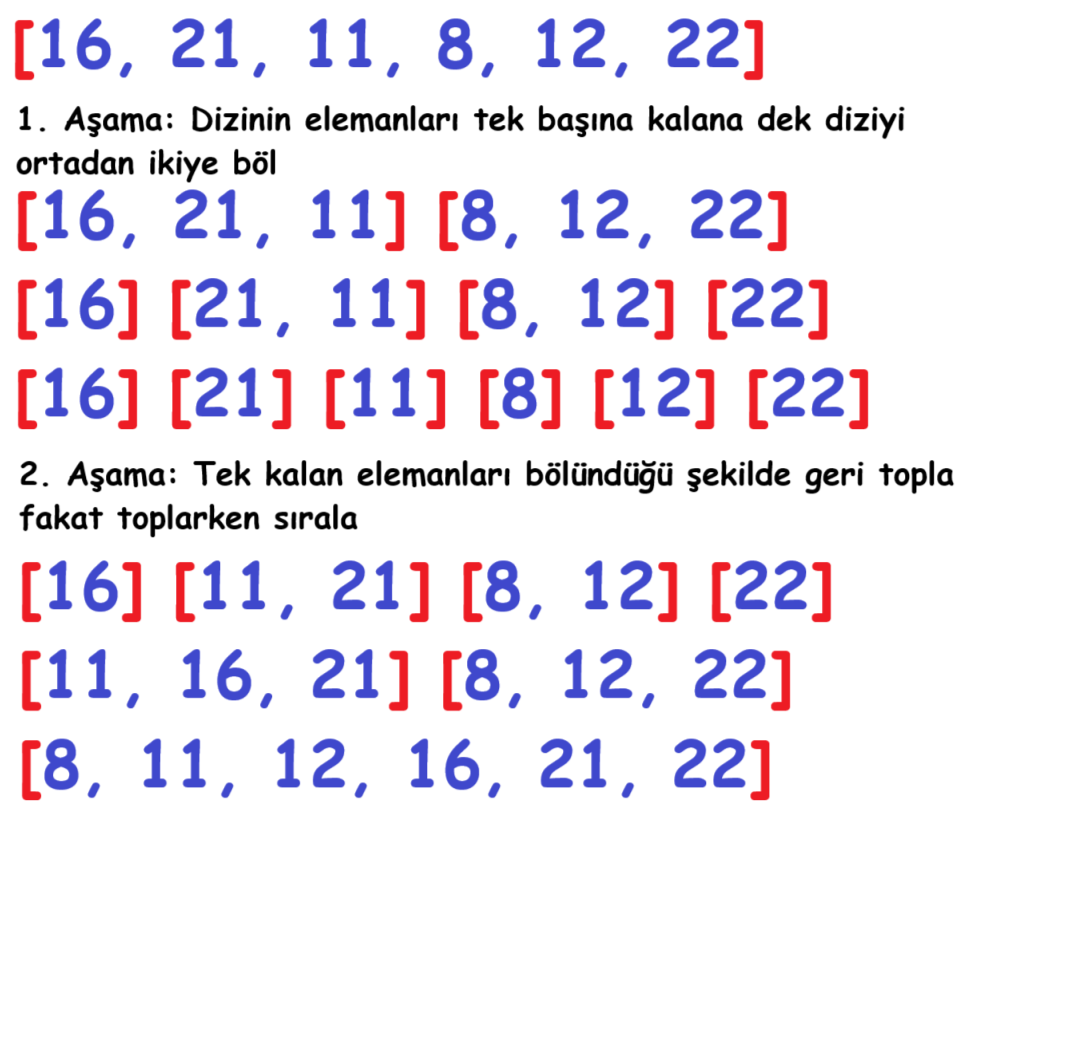 [16, 21, 11, 8, 12, 22]
1. Aşama: Dizinin elemanları tek başına kalana dek diziyi
ortadan ikiye böl
[16, 21, 11] [8, 12, 22]
[16] [21, 11] [8, 12] [22]
[16] [21] [11] [8] [12] [22]
2. Aşama: Tek kalan elemanları bölündüğü şekilde geri topla
fakat toplarken sırala
[16] [11, 21] [8, 12] [22]
[11, 16, 21] [8, 12, 22]
[8, 11, 12, 16, 21, 22]